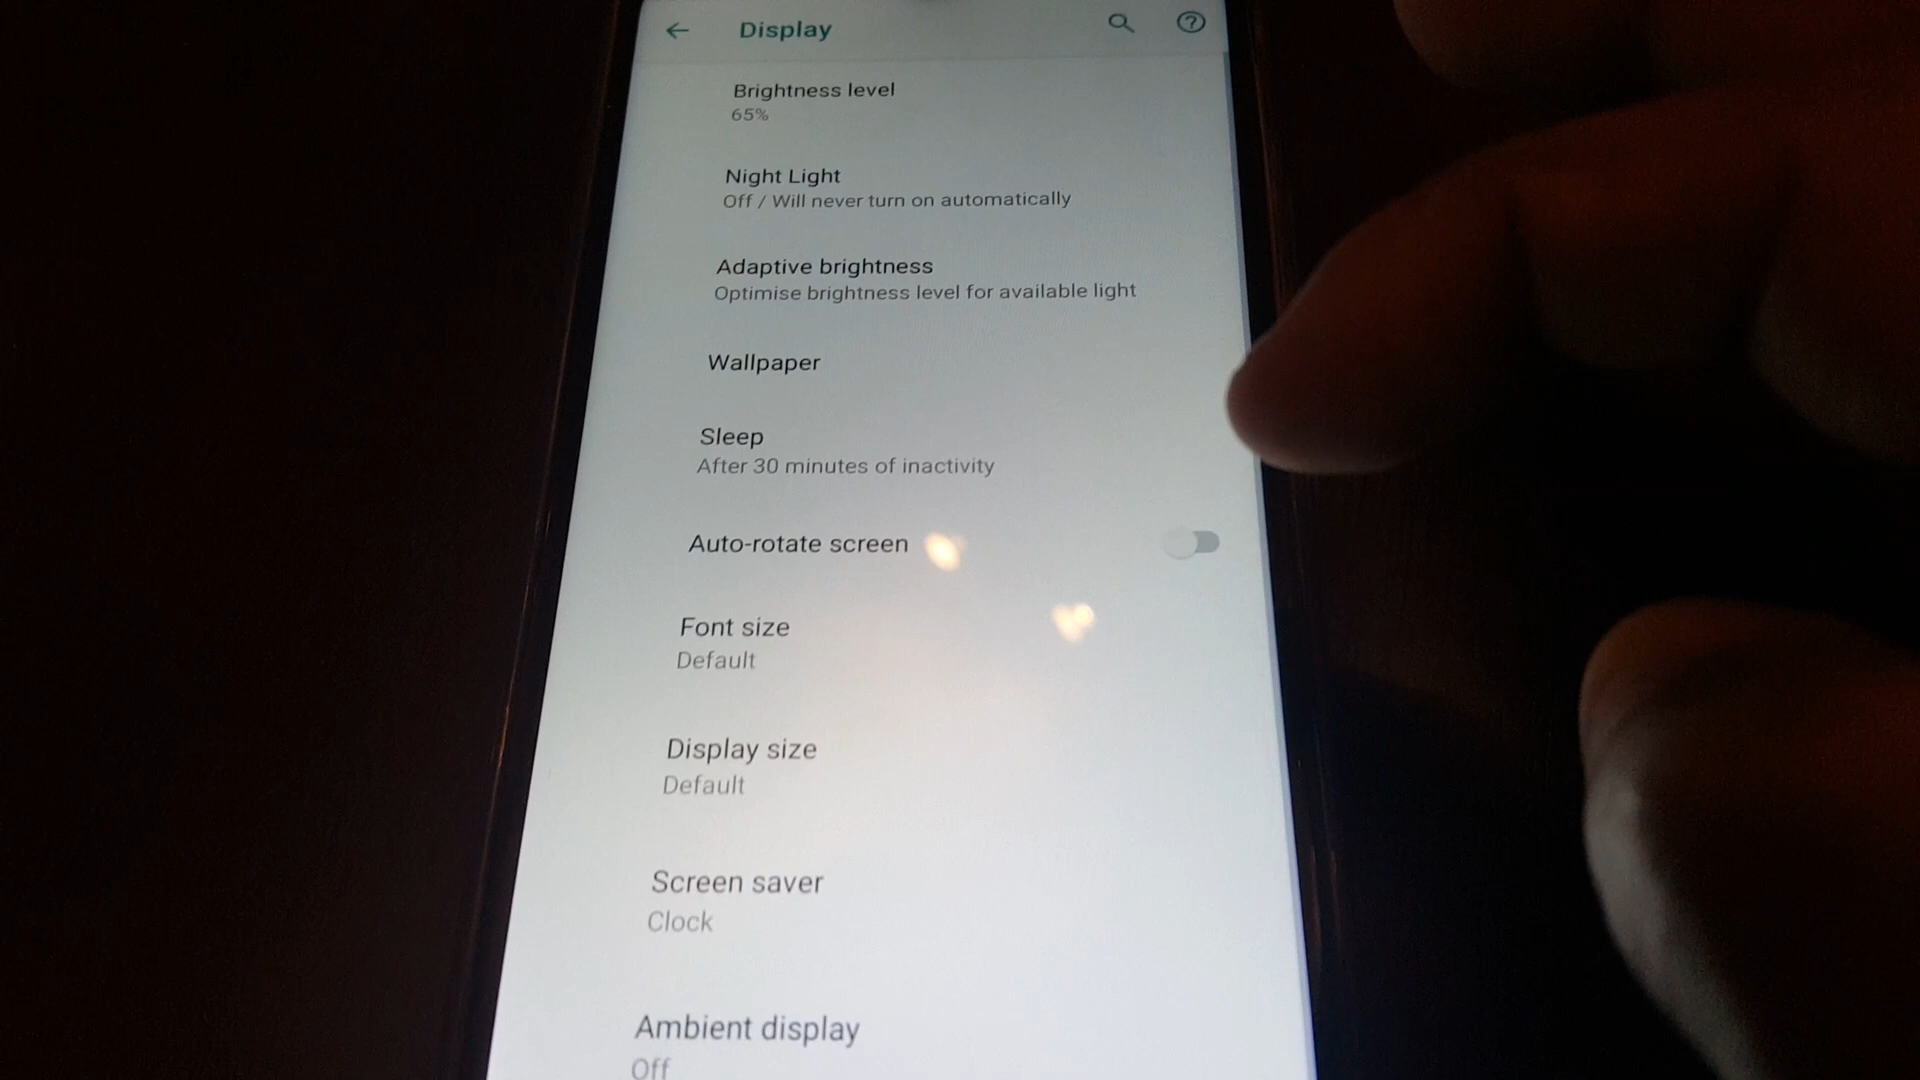 Display
Brightness level
65%
Night Light
Off / Will never turn on automatically
Adaptive brightness
Optimise brightness level for available light
Wallpaper
Sleep
After 30 minutes of inactivity
Auto-rotate screen
Font size
Default
Display size
Default
Screen saver
Clock
Ambient display
Off